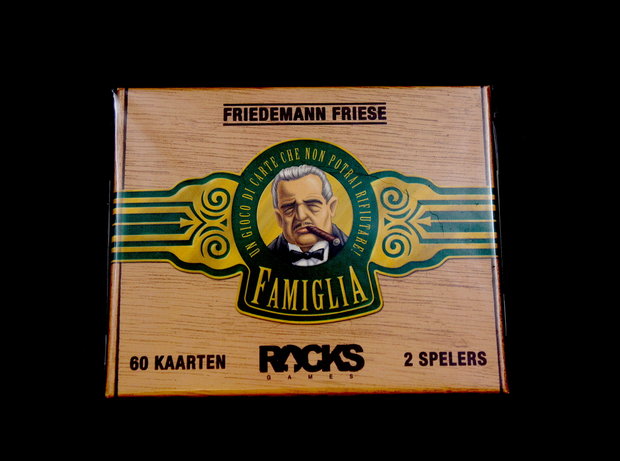 FRIEDEMANN FRIESE
UN GIOCO DI CARTE CHE NON POTRAI RIFIUTARE!
FAMIGLIA
60 KAARTEN
ROCKS
GAMES
2 SPELERS